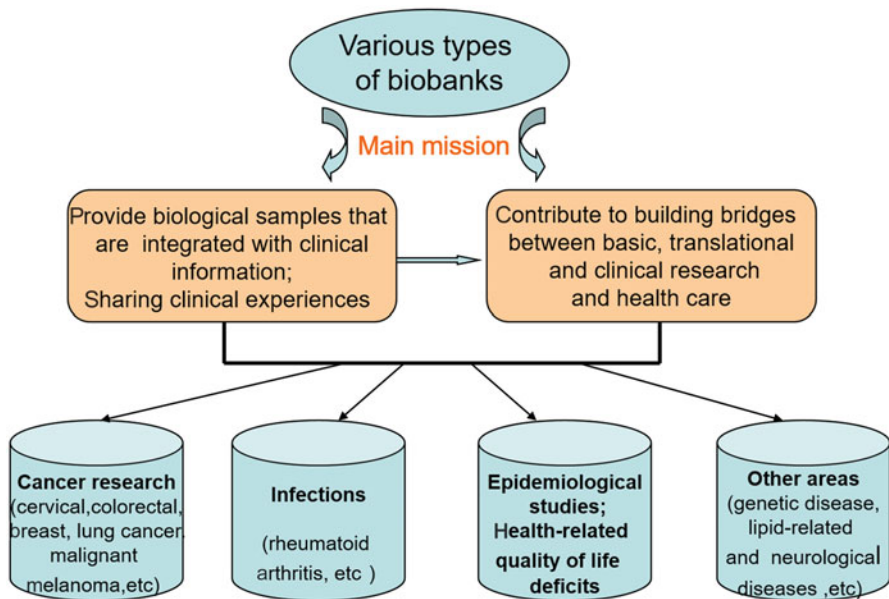 Various types
of biobanks
Main mission
Provide biological samples that
are integrated with clinical
information;
Sharing clinical experiences
Contribute to building bridges
between basic, translational
and clinical research
and health care
Cancer research
(cervical,colorectal,
breast, lung cancer.
malignant
melanoma,etc)
Infections
(rheumatoid
arthritis, etc )
Epidemiological
studies;
Health-related
quality of life
deficits
Other areas
(genetic disease,
lipid-related
and neurological
diseases ,etc)